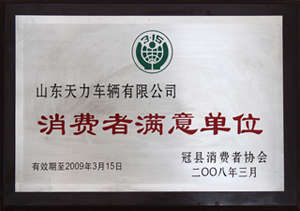 3·15
山东天力车辆有限公司
消费者满意单位
冠县消费者协会
有效期至2009年3月15日
二〇〇八年三月